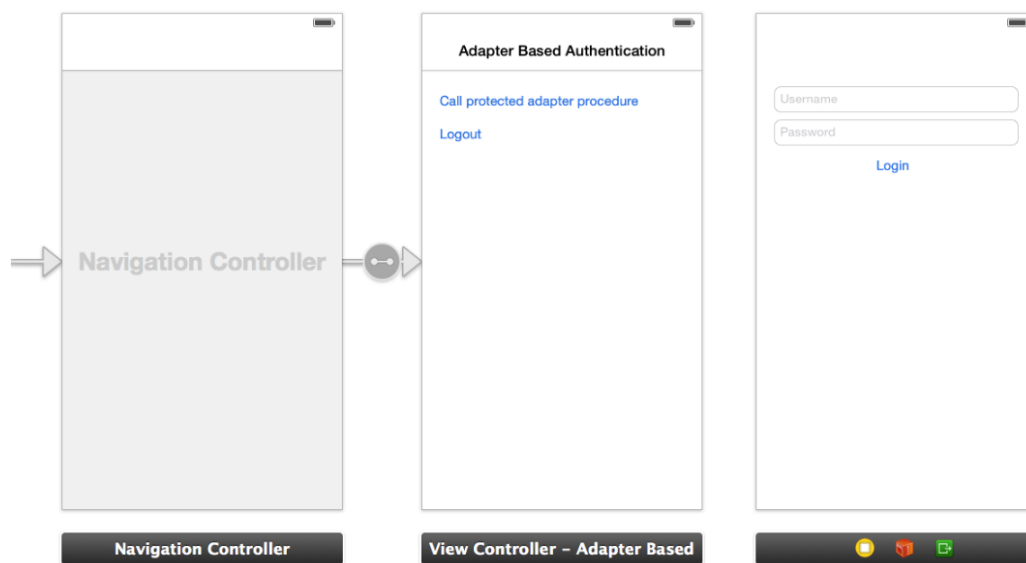 Navigation Controller
Navigation Controller
Adapter Based Authentication
Call protected adapter procedure
Logout
View Controller – Adapter Based
Username
Password
Login